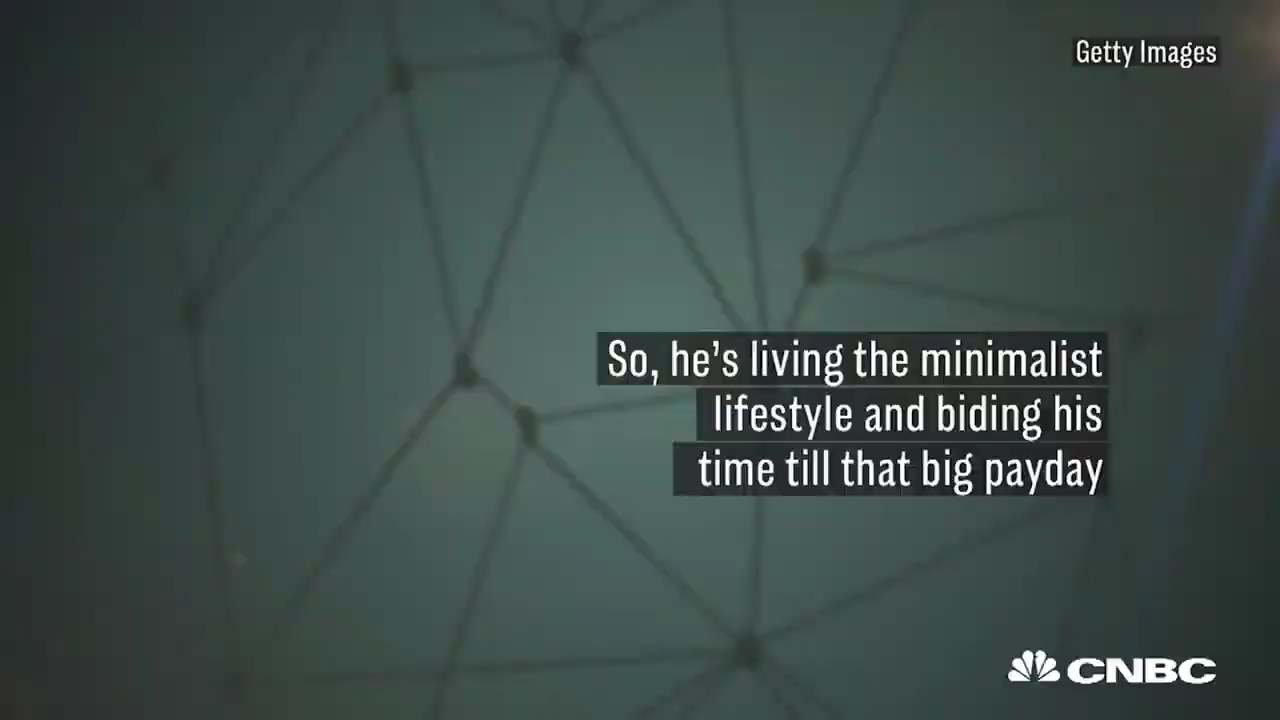 Getty Images
So, he's living the minimalist
lifestyle and biding his
time till that big payday
CNBC